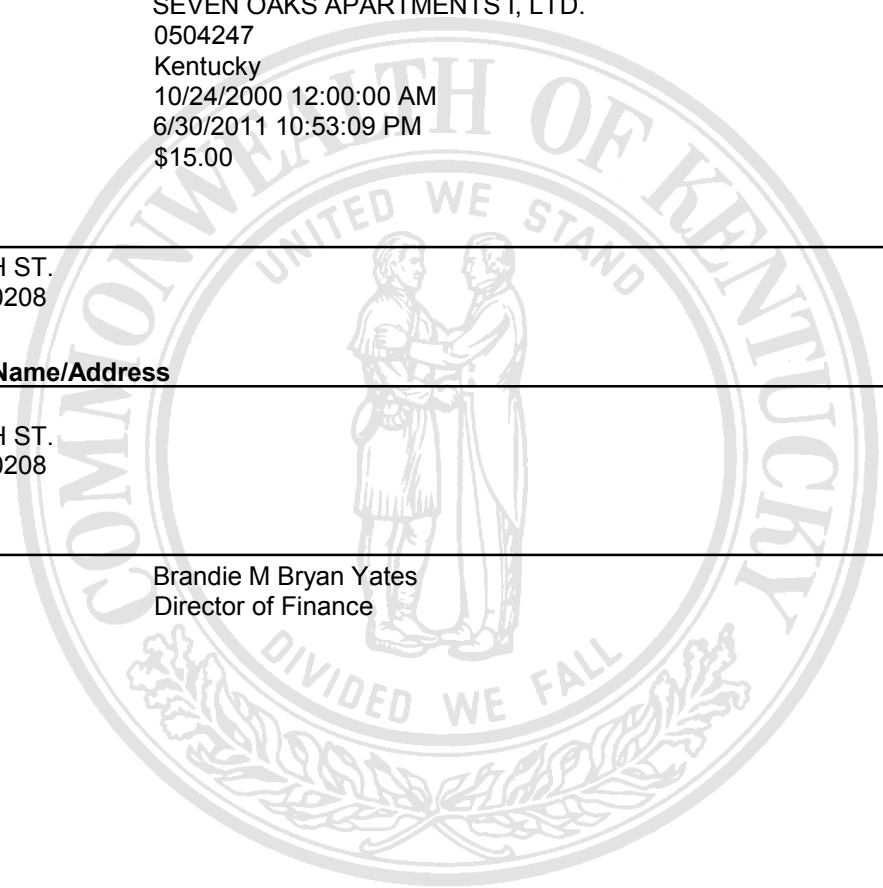 SEVEN OAKS APARTMENTS I, LTD.
0504247
Kentucky
10/24/2000 12:00:00 AM
6/30/2011 10:53:09 PM
$15.00
H ST.
0208
Name/Address
H ST.
0208
Brandie M Bryan Yates
Director of Finance
COMMONWEALTH OF KENTUCKY
UNITED WE STAND
DIVIDED WE FALL